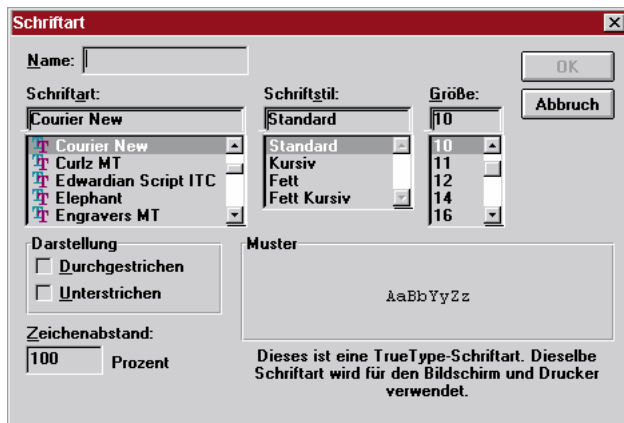 Schriftart
Name:
OK
Schriftart:
Schriftstil:
Größe:
Abbruch
Courier New
Standard
10
Courier New
Curlz MT
Edwardian Script ITC
Elephant
Engravers MT
Standard
Kursiv
Fett
Fett Kursiv
10
11
12
14
16
Darstellung
Durchgestrichen
Unterstrichen
Muster
AaBbYyZz
Zeichenabstand:
100 Prozent
Dieses ist eine TrueType-Schriftart. Dieselbe
Schriftart wird für den Bildschirm und Drucker
verwendet.